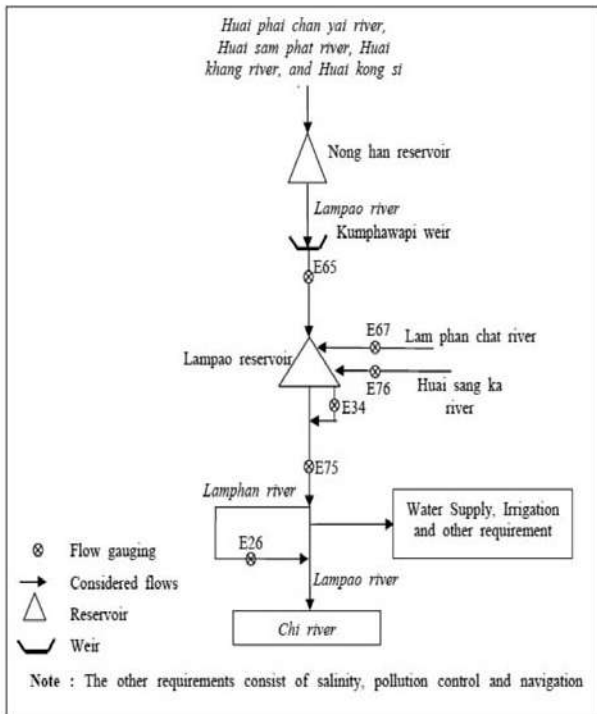 Huai phai chan yai river,
Huai sam phat river, Huai
khang river, and Huai kong si
Nong han reservoir
Lampao river
Kumphawapi weir
E65
E67
Lam phan chat river
Lampao reservoir
E76
Huai sang ka
river
E34
E75
Lamphan river
Water Supply, Irrigation
and other requirement
E26
Flow gauging
Considered flows
Lampao river
Reservoir
Chi river
Weir
Note : The other requirements consist of salinity, pollution control and navigation